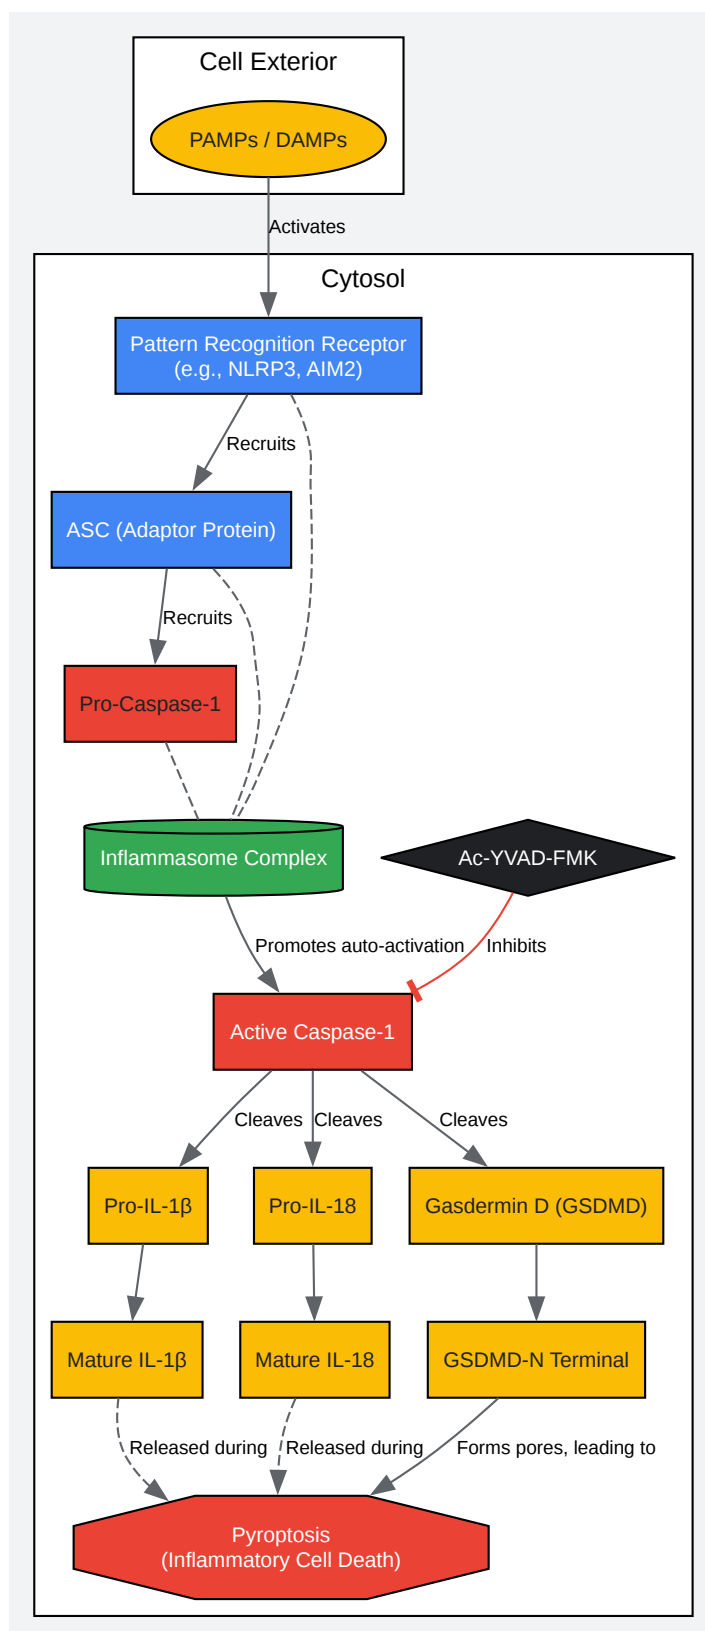 Cell Exterior
PAMPs / DAMPs
Activates
Cytosol
Pattern Recognition Receptor
(e.g., NLRP3, AIM2)
Recruits
ASC (Adaptor Protein)
Recruits
Pro-Caspase-1
Inflammasome Complex
Ac-YVAD-FMK
Promotes auto-activation
Inhibits
Active Caspase-1
Cleaves
Cleaves
Cleaves
Pro-IL-1β
Pro-IL-18
Gasdermin D (GSDMD)
Mature IL-1β
Mature IL-18
GSDMD-N Terminal
Released during
Released during
Forms pores, leading to
Pyroptosis
(Inflammatory Cell Death)